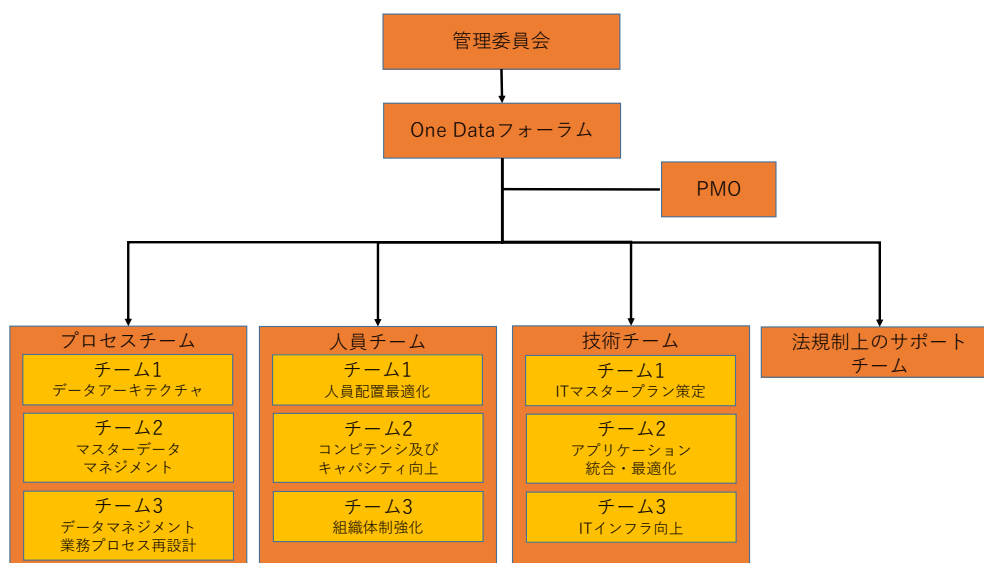 管理委員会
One Dataフォーラム
PMO
プロセスチーム
チーム1
データアーキテクチャ
チーム2
マスターデータ
マネジメント
チーム3
データマネジメント
業務プロセス再設計
人員チーム
チーム1
人員配置最適化
チーム2
コンピテンシ及び
キャパシティ向上
チーム3
組織体制強化
技術チーム
チーム1
ITマスタープラン策定
チーム2
アプリケーション
統合・最適化
チーム3
ITインフラ向上
法規制上のサポート
チーム